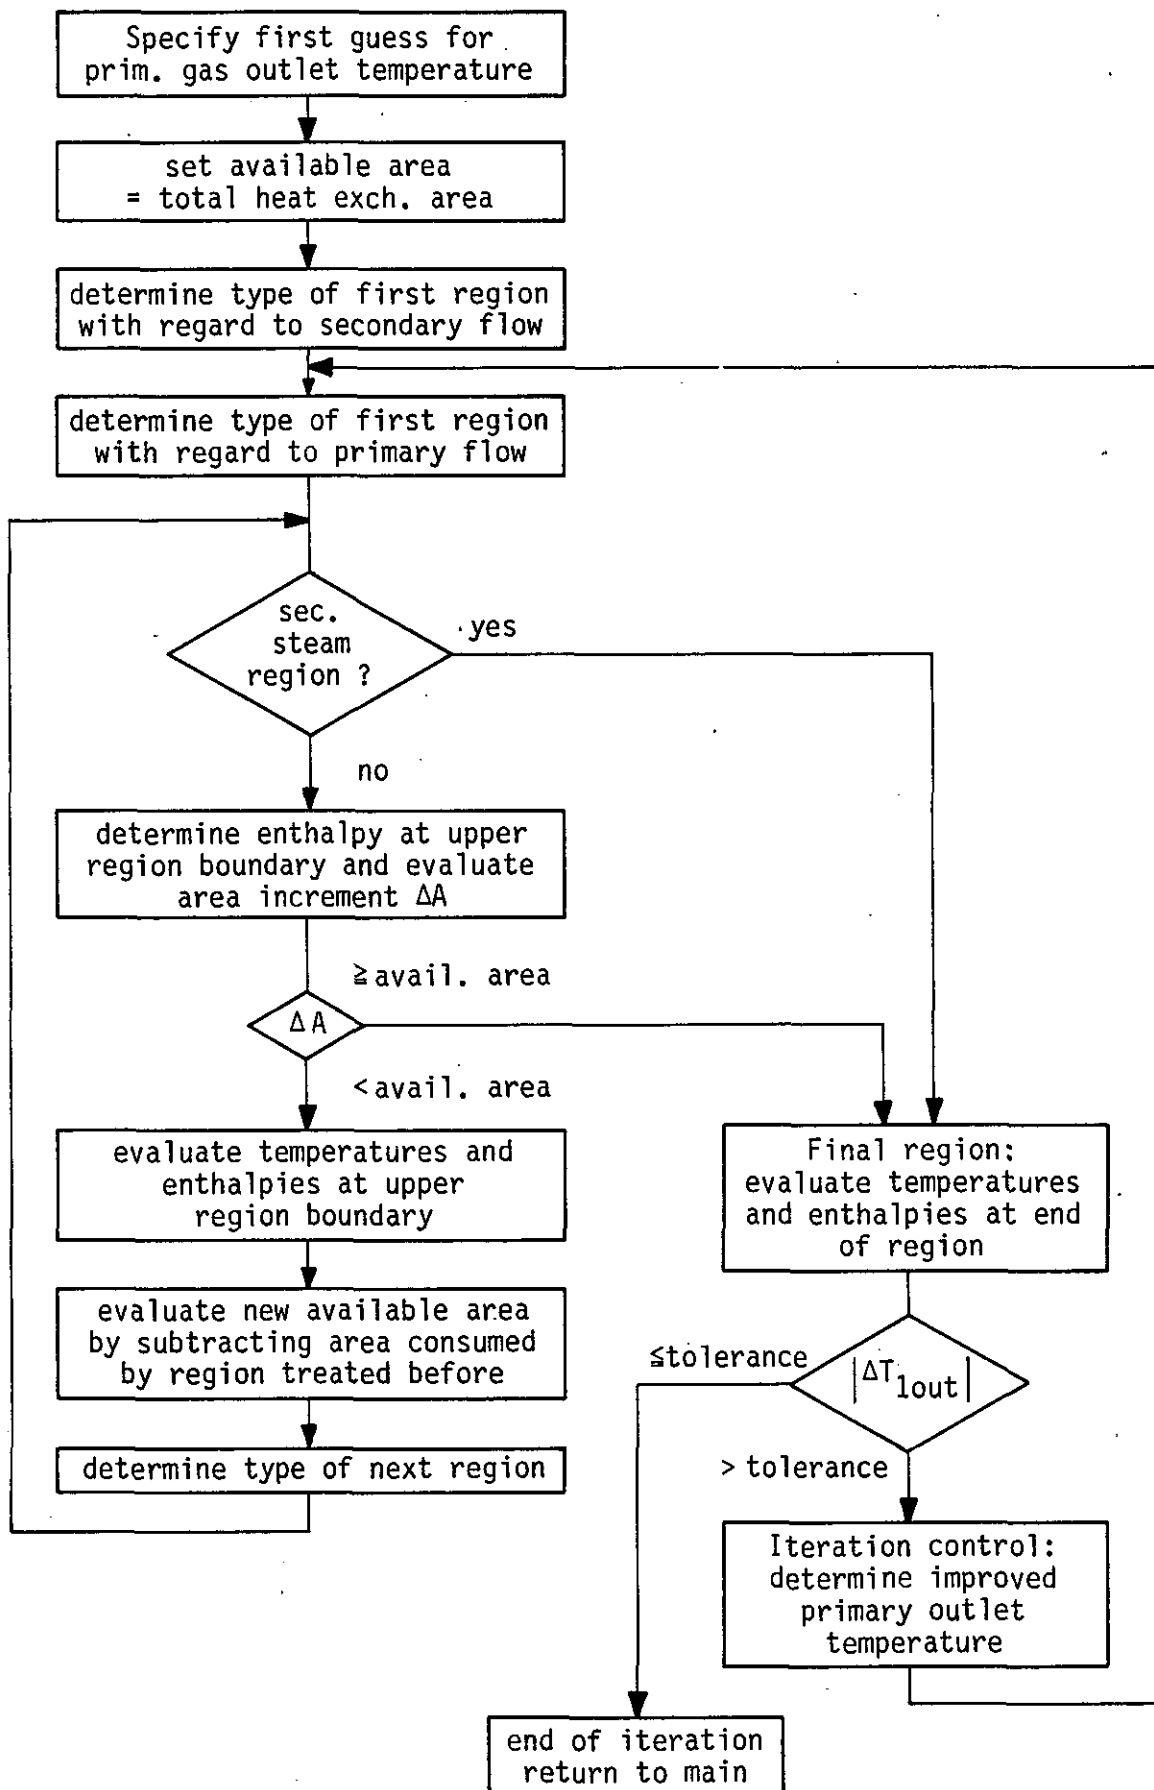 Specify first guess for
prim. gas outlet temperature
set available area
= total heat exch. area
determine type of first region
with regard to secondary flow
determine type of first region
with regard to primary flow
sec.
steam
region ?
yes
no
determine enthalpy at upper
region boundary and evaluate
area increment ΔA
≧avail. area
ΔA
<avail. area
evaluate temperatures and
enthalpies at upper
region boundary
evaluate new available area
by subtracting area consumed
by region treated before
determine type of next region
Final region:
evaluate temperatures
and enthalpies at end
of region
≦tolerance
|ΔT1out|
> tolerance
Iteration control:
determine improved
primary outlet
temperature
end of iteration
return to main